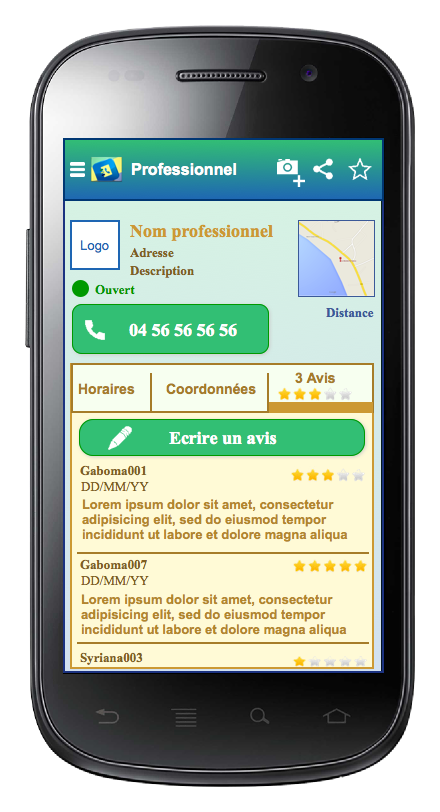 Professionnel
Logo
Nom professionnel
Adresse
Description
Ouvert
Distance
04 56 56 56 56
Horaires
Coordonnées
3 Avis
Ecrire un avis
Gaboma001
DD/MM/YY
Lorem ipsum dolor sit amet, consectetur
adipisicing elit, sed do eiusmod tempor
incididunt ut labore et dolore magna aliqua
Gaboma007
DD/MM/YY
Lorem ipsum dolor sit amet, consectetur
adipisicing elit, sed do eiusmod tempor
incididunt ut labore et dolore magna aliqua
Syriana003